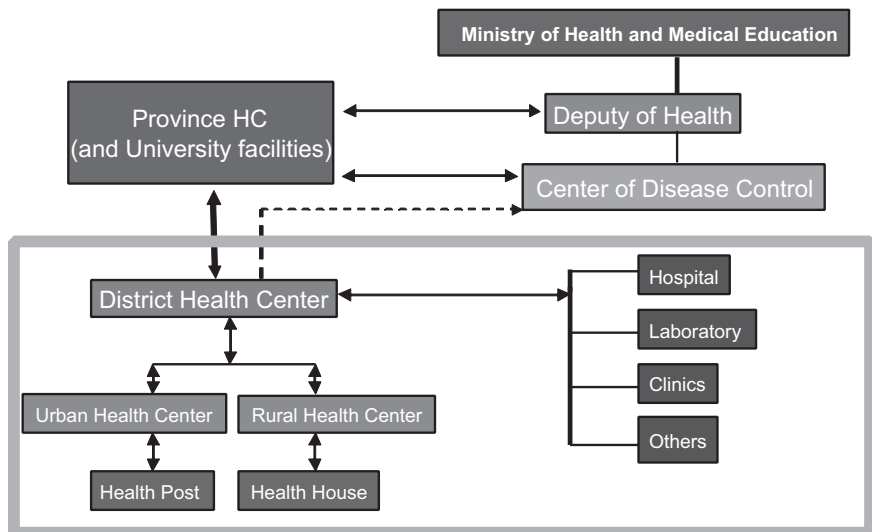 Ministry of Health and Medical Education
Province HC
(and University facilities)
Deputy of Health
Center of Disease Control
District Health Center
Hospital
Laboratory
Clinics
Others
Urban Health Center
Rural Health Center
Health Post
Health House